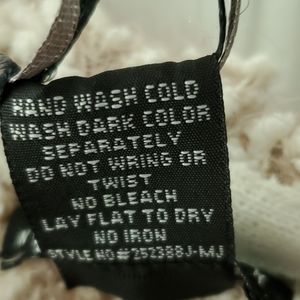 HAND WASH COLD
WASH DARK COLOR
SEPARATELY
DO NOT WRING OR
TWIST
NO BLEACH
LAY FLAT TO DRY
NO IRON
STYLE NO#252388J-MJ